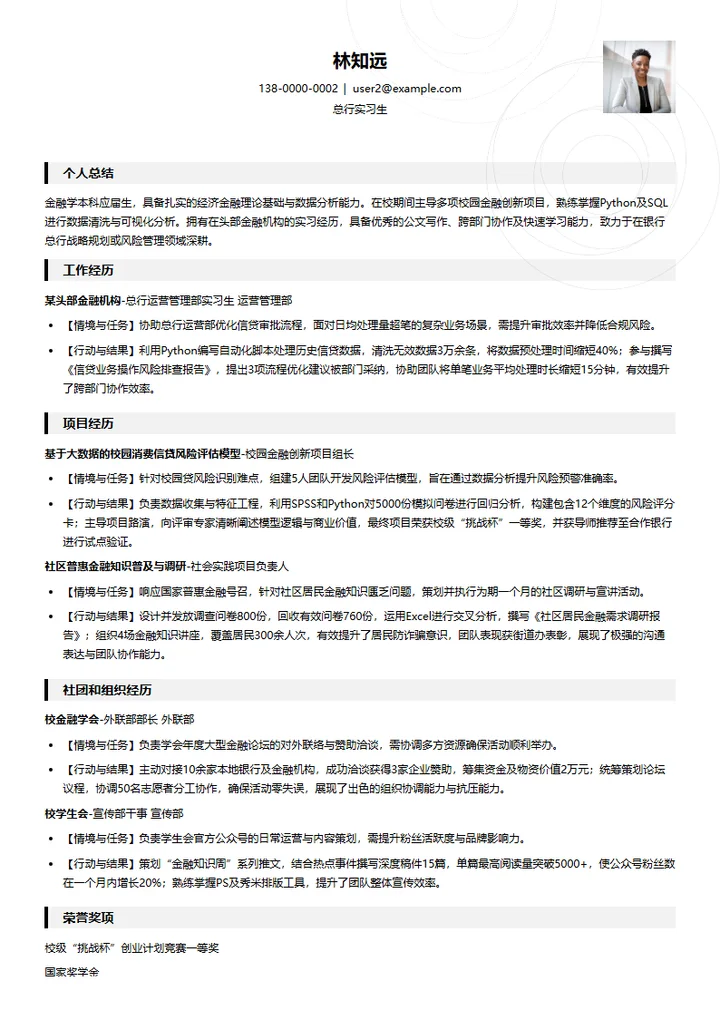 林知远
138-0000-0002 | user2@example.com
总行实习生
个人总结
金融学本科应届生，具备扎实的经济金融理论基础与数据分析能力。在校期间主导多项校园金融创新项目，熟练掌握Python及SQL
进行数据清洗与可视化分析。拥有在头部金融机构的实习经历，具备优秀的公文写作、跨部门协作及快速学习能力，致力于在银行
总行战略规划或风险管理领域深耕。
工作经历
某头部金融机构-总行运营管理部实习生 运营管理部
• 【情境与任务】协助总行运营部优化信贷审批流程，面对日均处理量超笔的复杂业务场景，需提升审批效率并降低合规风险。
• 【行动与结果】利用Python编写自动化脚本处理历史信贷数据，清洗无效数据3万余条，将数据预处理时间缩短40%；参与撰写
《信贷业务操作风险排查报告》，提出3项流程优化建议被部门采纳，协助团队将单笔业务平均处理时长缩短15分钟，有效提升
了跨部门协作效率。
项目经历
基于大数据的校园消费信贷风险评估模型-校园金融创新项目组长
• 【情境与任务】针对校园贷风险识别难点，组建5人团队开发风险评估模型，旨在通过数据分析提升风险预警准确率。
• 【行动与结果】负责数据收集与特征工程，利用SPSS和Python对5000份模拟问卷进行回归分析，构建包含12个维度的风险评分
卡；主导项目路演，向评审专家清晰阐述模型逻辑与商业价值，最终项目荣获校级“挑战杯”一等奖，并获导师推荐至合作银行
进行试点验证。
社区普惠金融知识普及与调研-社会实践项目负责人
• 【情境与任务】响应国家普惠金融号召，针对社区居民金融知识匮乏问题，策划并执行为期一个月的社区调研与宣讲活动。
• 【行动与结果】设计并发放调查问卷800份，回收有效问卷760份，运用Excel进行交叉分析，撰写《社区居民金融需求调研报
告》；组织4场金融知识讲座，覆盖居民300余人次，有效提升了居民防诈骗意识，团队表现获街道办表彰，展现了极强的沟通
表达与团队协作能力。
社团和组织经历
校金融学会-外联部部长 外联部
• 【情境与任务】负责学会年度大型金融论坛的对外联络与赞助洽谈，需协调多方资源确保活动顺利举办。
• 【行动与结果】主动对接10余家本地银行及金融机构，成功洽谈获得3家企业赞助，筹集资金及物资价值2万元；统筹策划论坛
议程，协调50名志愿者分工协作，确保活动零失误，展现了出色的组织协调能力与抗压能力。
校学生会-宣传部干事 宣传部
• 【情境与任务】负责学生会官方公众号的日常运营与内容策划，需提升粉丝活跃度与品牌影响力。
• 【行动与结果】策划“金融知识周”系列推文，结合热点事件撰写深度稿件15篇，单篇最高阅读量突破5000+，使公众号粉丝数
在一个月内增长20%；熟练掌握PS及秀米排版工具，提升了团队整体宣传效率。
荣誉奖项
校级“挑战杯”创业计划竞赛一等奖
国家奖学金